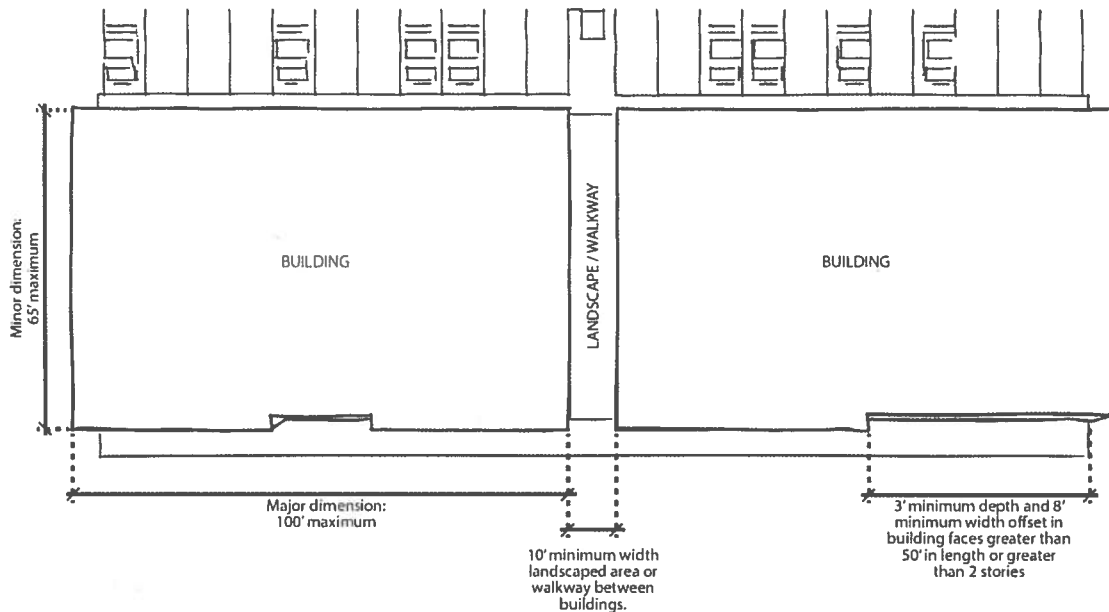 Minor dimension:
65' maximum
BUILDING
LANDSCAPE / WALKWAY
BUILDING
Major dimension:
100' maximum
10' minimum width
landscaped area or
walkway between
buildings.
3' minimum depth and 8'
minimum width offset in
building faces greater than
50' in length or greater
than 2 stories